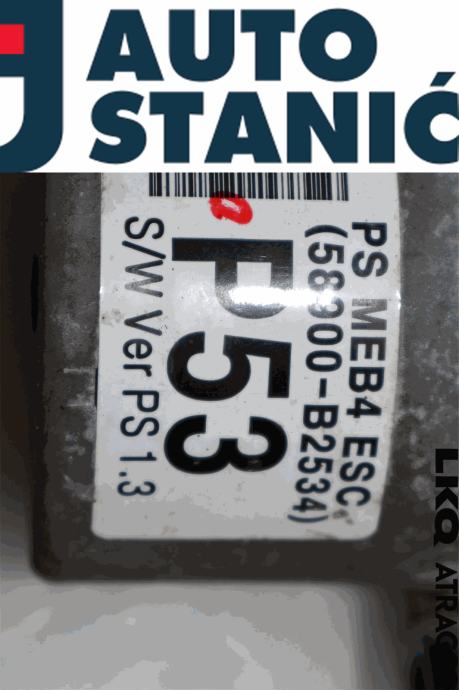 AUTO
STANIĆ
PS MEB4 ESC
(58900-B2534)
P53
S/W Ver PS 1.3
LKQ